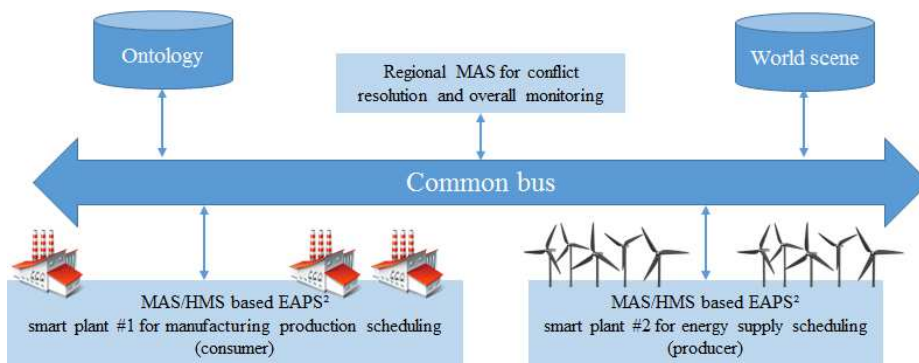 Ontology
World scene
Regional MAS for conflict
resolution and overall monitoring
Common bus
MAS/HMS based EAPS²
smart plant #1 for manufacturing production scheduling
(consumer)
MAS/HMS based EAPS²
smart plant #2 for energy supply scheduling
(producer)